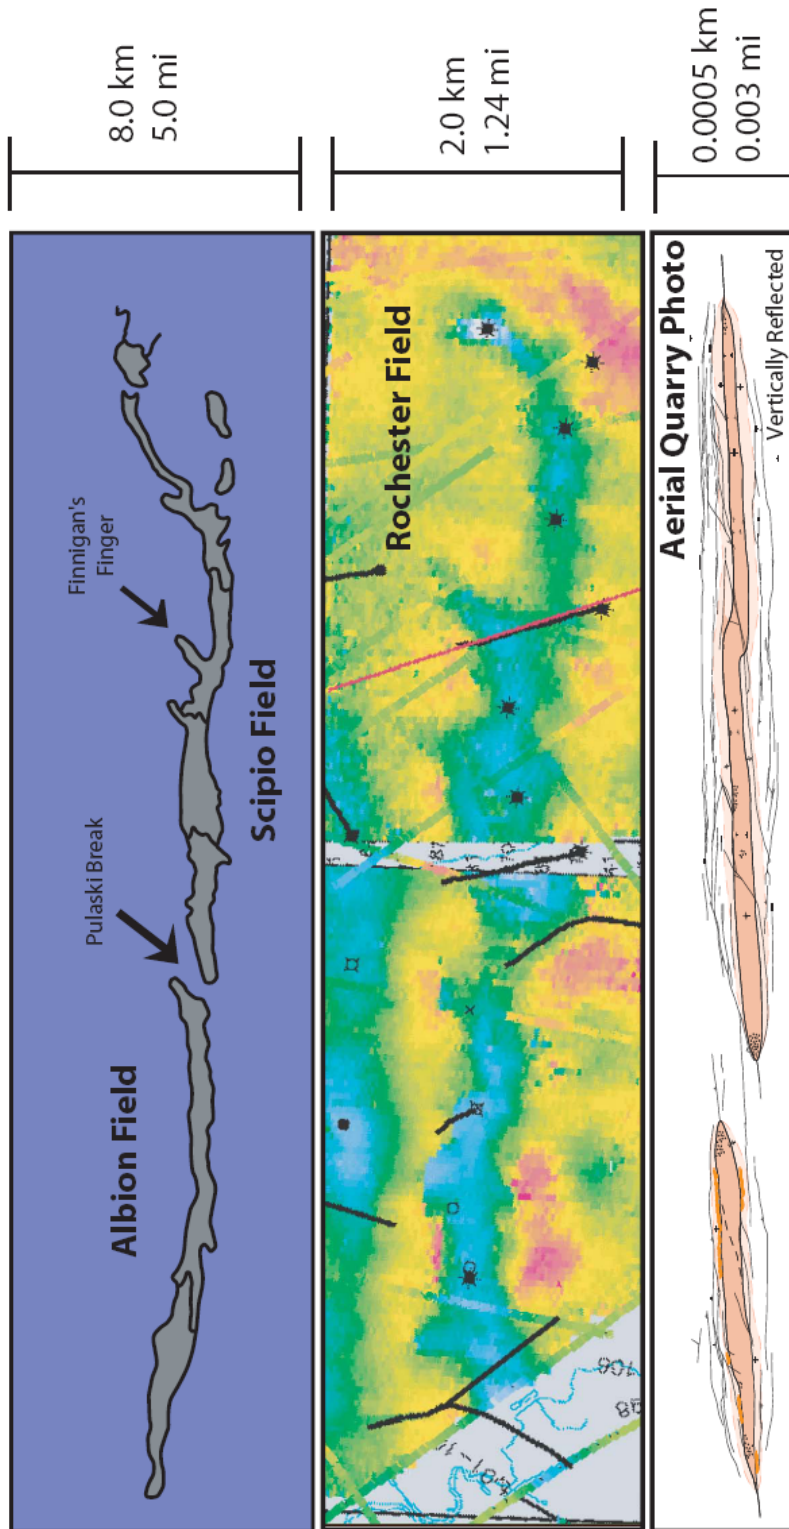 8.0 km
5.0 mi
Finnigan's
Finger
Pulaski Break
Albion Field
Scipio Field
2.0 km
1.24 mi
Rochester Field
0.0005 km
0.003 mi
Aerial Quarry Photo
Vertically Reflected